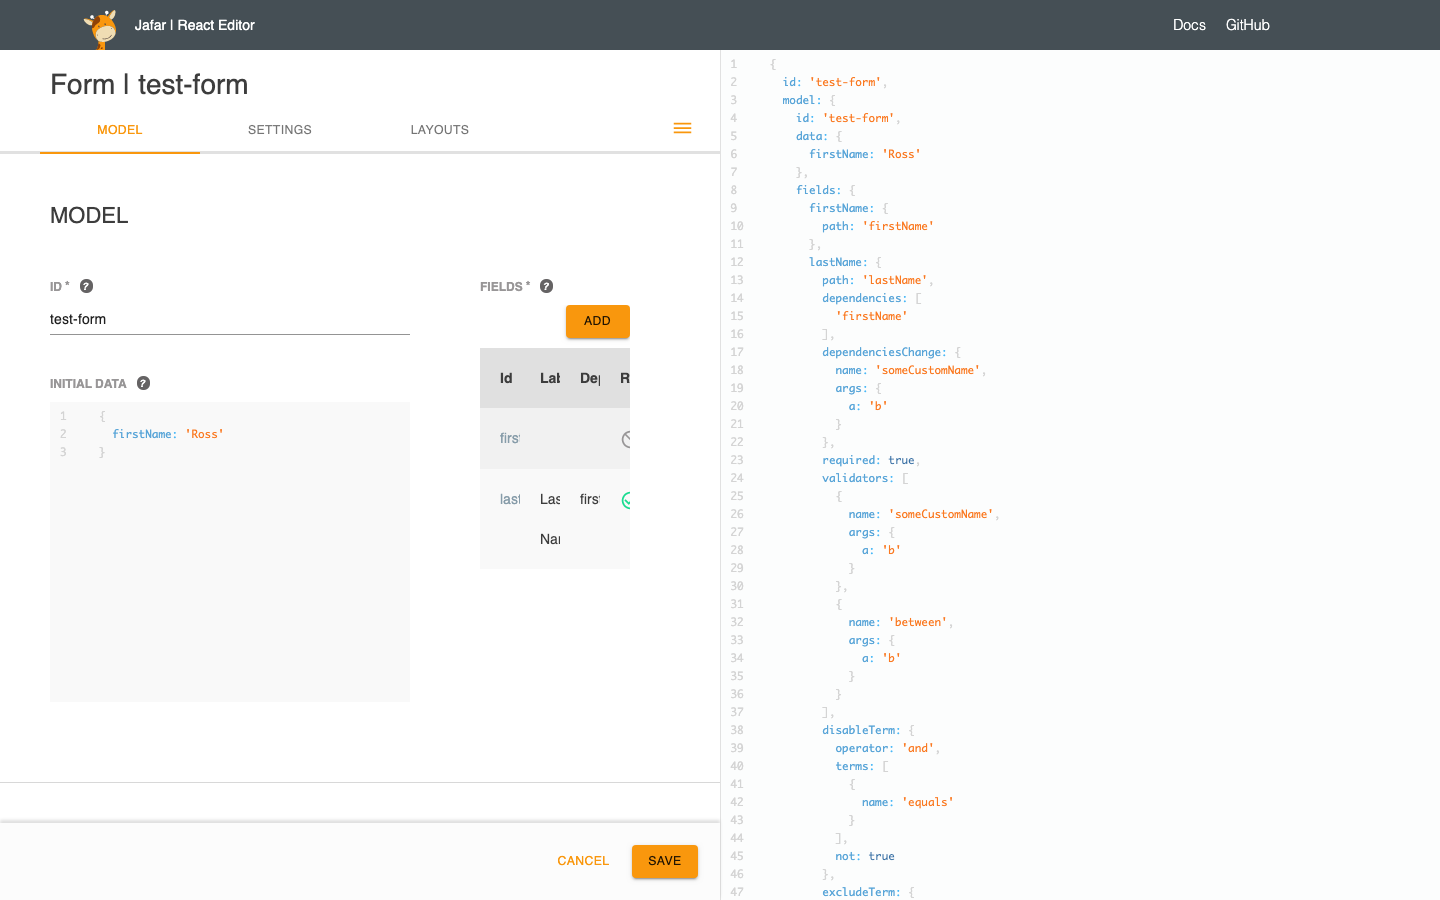 Jafar | React Editor
Docs GitHub
Form | test-form
MODEL SETTINGS LAYOUTS
MODEL
ID * ?
test-form
INITIAL DATA ?
1 {
2 firstName: 'Ross'
3 }
FIELDS * ?
ADD
Id Lab Dep R
first
last Las first
Nar
CANCEL SAVE
1 {
2 id: 'test-form',
3 model: {
4 id: 'test-form',
5 data: {
6 firstName: 'Ross'
7 },
8 fields: {
9 firstName: {
10 path: 'firstName'
11 },
12 lastName: {
13 path: 'lastName',
14 dependencies: [
15 'firstName'
16 ],
17 dependenciesChange: {
18 name: 'someCustomName',
19 args: {
20 a: 'b'
21 }
22 },
23 required: true,
24 validators: [
25 {
26 name: 'someCustomName',
27 args: {
28 a: 'b'
29 }
30 },
31 {
32 name: 'between',
33 args: {
34 a: 'b'
35 }
36 }
37 ],
38 disableTerm: {
39 operator: 'and',
40 terms: [
41 {
42 name: 'equals'
43 }
44 ],
45 not: true
46 },
47 excludeTerm: {